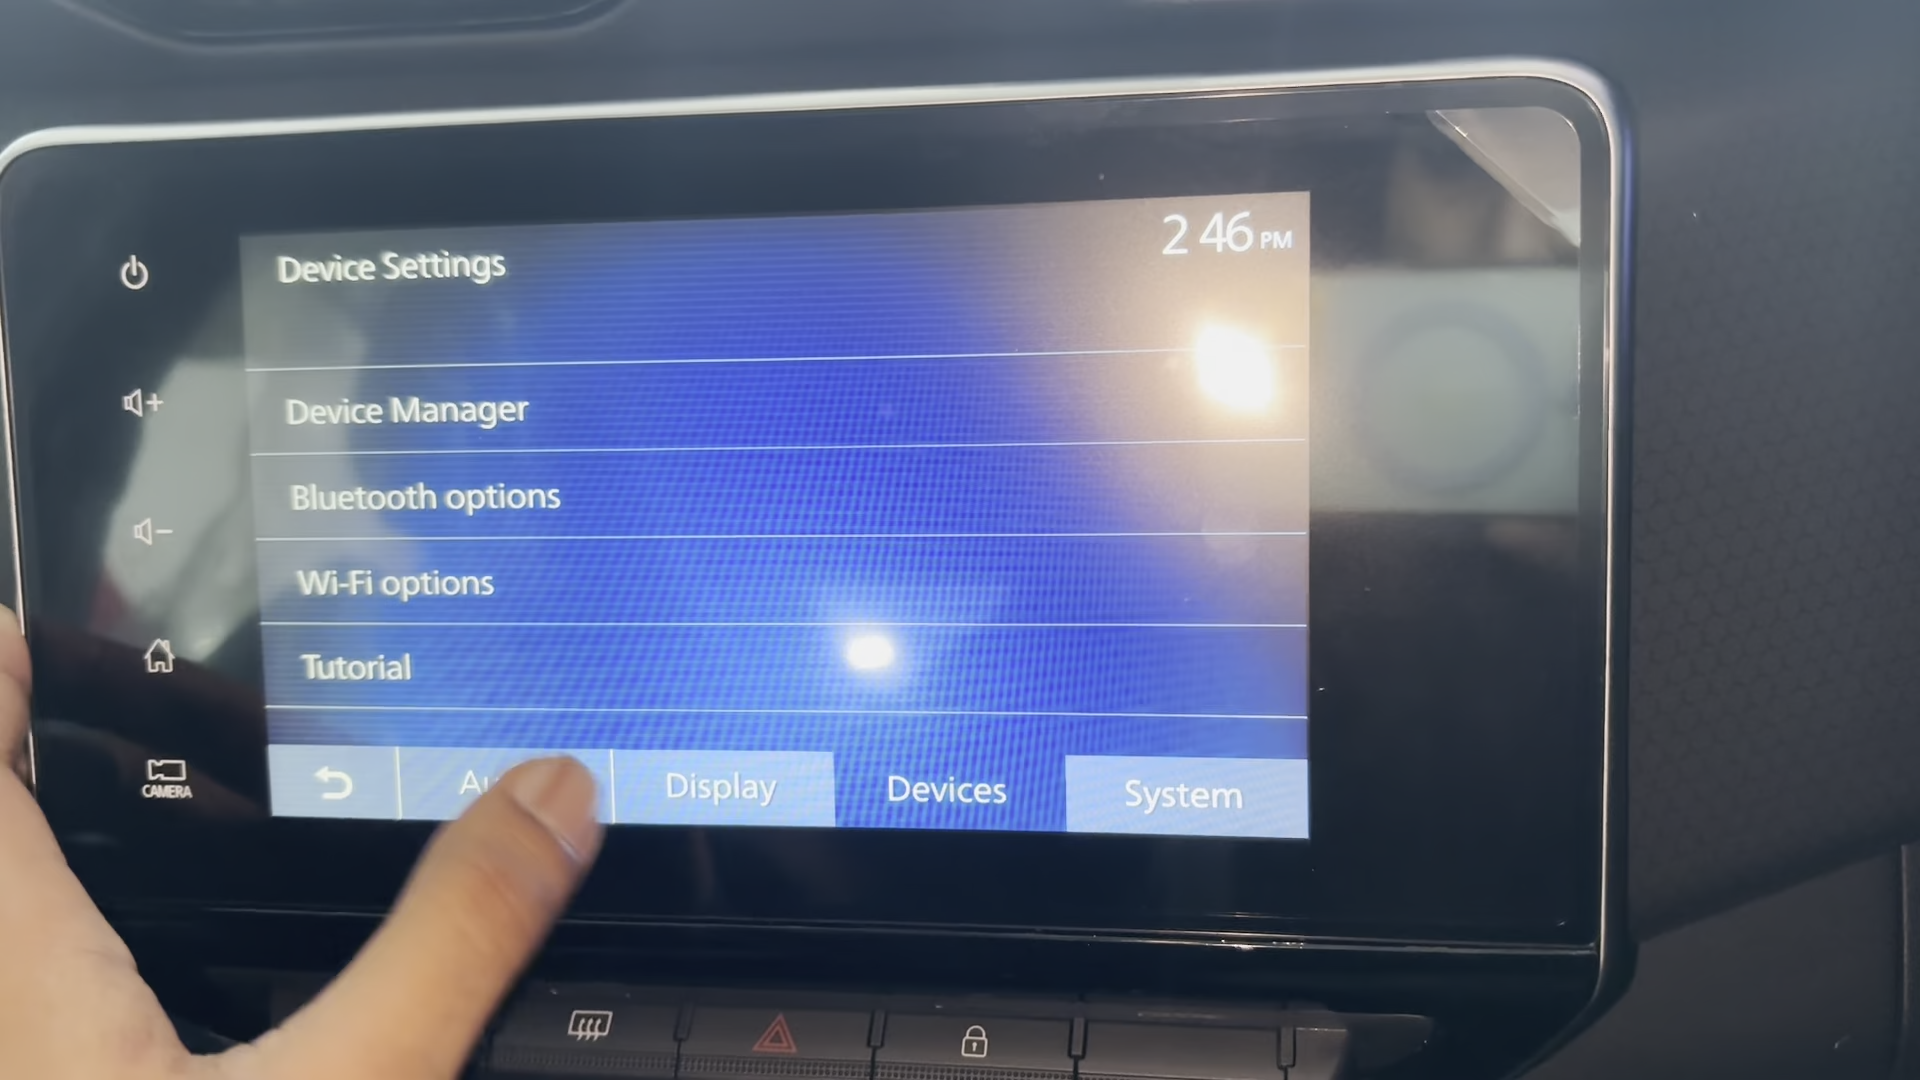 2 46 PM
Device Settings
Device Manager
Bluetooth options
Wi-Fi options
Tutorial
Display
Devices
System
CAMERA